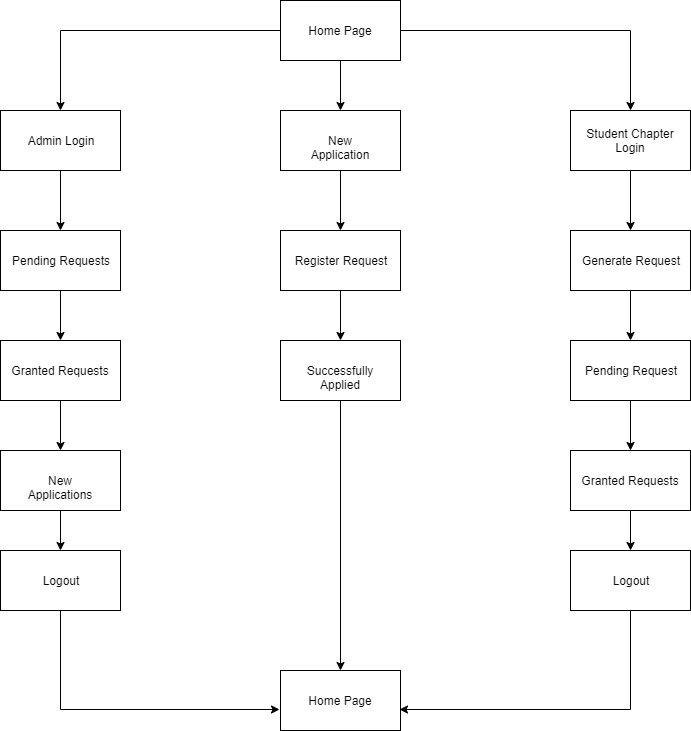 Home Page
Admin Login
New
Application
Student Chapter
Login
Pending Requests
Register Request
Generate Request
Granted Requests
Successfully
Applied
Pending Request
New
Applications
Granted Requests
Logout
Logout
Home Page